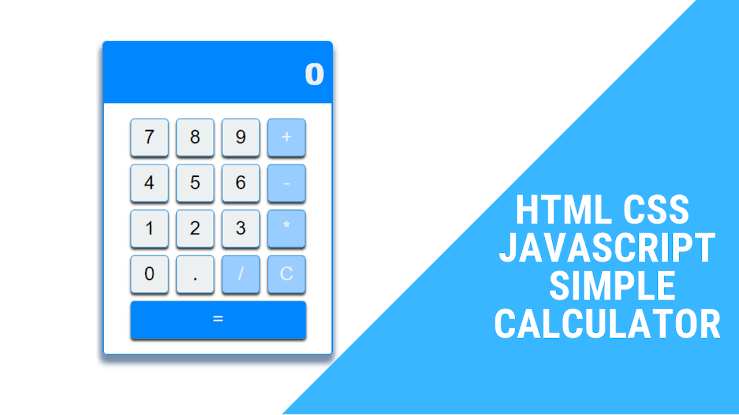 0
7 8 9 +
4 5 6 -
1 2 3 *
0 . / C
=
HTML CSS
JAVASCRIPT
SIMPLE
CALCULATOR